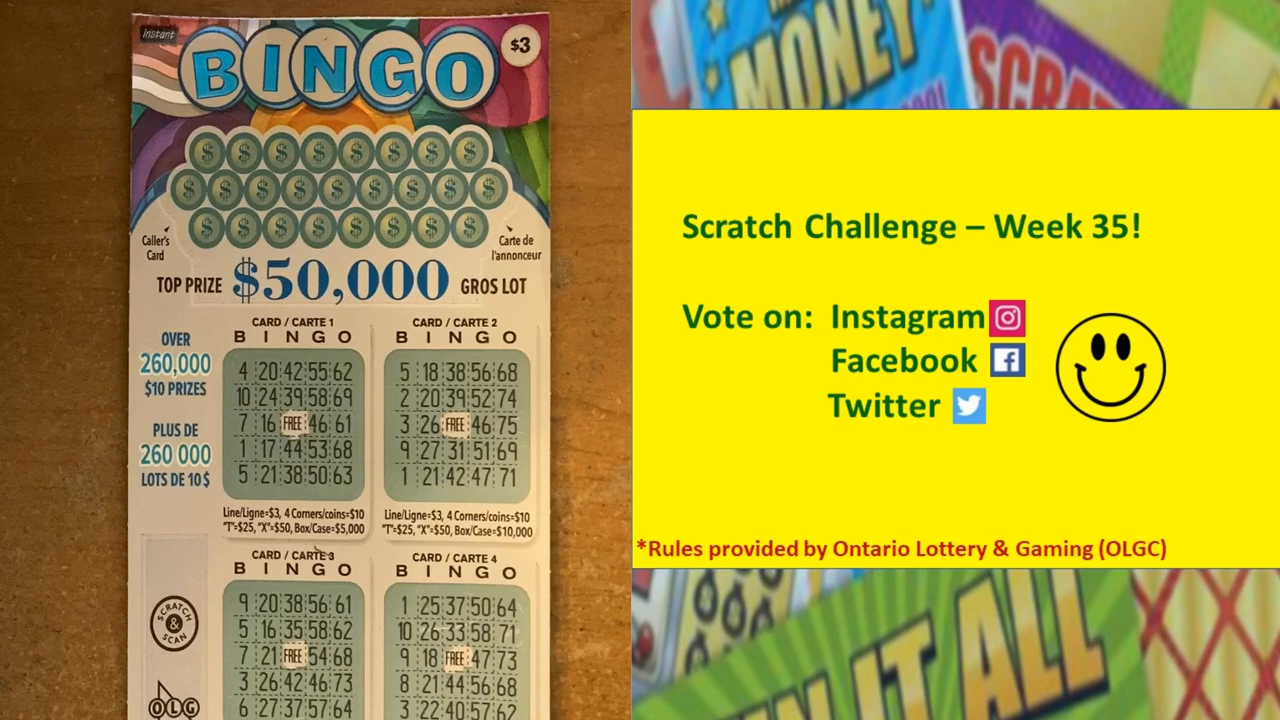 Instant
BINGO
$3
Caller's
Card
Carte de
l'annonceur
TOP PRIZE $50,000 GROS LOT
OVER
260,000
$10 PRIZES
PLUS DE
260 000
LOTS DE 10 $
CARD / CARTE 1
B I N G O
4 20 42 55 62
10 24 39 58 69
7 16 FREE 46 61
1 17 44 53 68
5 21 38 50 63
Line/Ligne=$3, 4 Corners/coins=$10
"T"=$25, "X"=$50, Box/Case=$5,000
CARD / CARTE 2
B I N G O
5 18 38 56 68
2 20 39 52 74
3 26 FREE 46 75
9 27 31 51 69
1 21 42 47 71
Line/Ligne=$3, 4 Corners/coins=$10
"T"=$25, "X"=$50, Box/Case=$10,000
CARD / CARTE 3
B I N G O
9 20 38 56 61
5 16 35 58 62
7 21 FREE 54 68
3 26 42 46 73
6 27 37 57 64
CARD / CARTE 4
B I N G O
1 25 37 50 64
10 26 33 58 71
9 18 FREE 47 73
8 21 44 56 68
3 22 40 57 62
SCRATCH
&
SCAN
OLG
MONEY
Scratch Challenge – Week 35!
Vote on: Instagram
Facebook
Twitter
*Rules provided by Ontario Lottery & Gaming (OLGC)
IT ALL